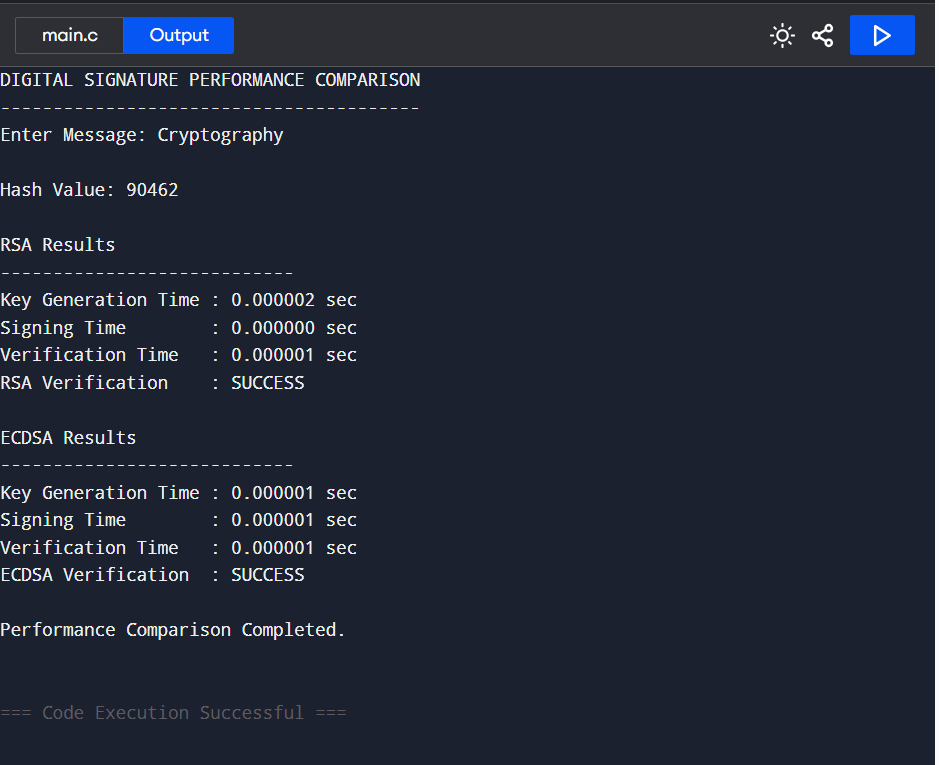 main.c Output
DIGITAL SIGNATURE PERFORMANCE COMPARISON
----------------------------------------
Enter Message: Cryptography
Hash Value: 90462
RSA Results
----------------------------
Key Generation Time : 0.000002 sec
Signing Time        : 0.000000 sec
Verification Time   : 0.000001 sec
RSA Verification    : SUCCESS
ECDSA Results
----------------------------
Key Generation Time : 0.000001 sec
Signing Time        : 0.000001 sec
Verification Time   : 0.000001 sec
ECDSA Verification  : SUCCESS
Performance Comparison Completed.
=== Code Execution Successful ===